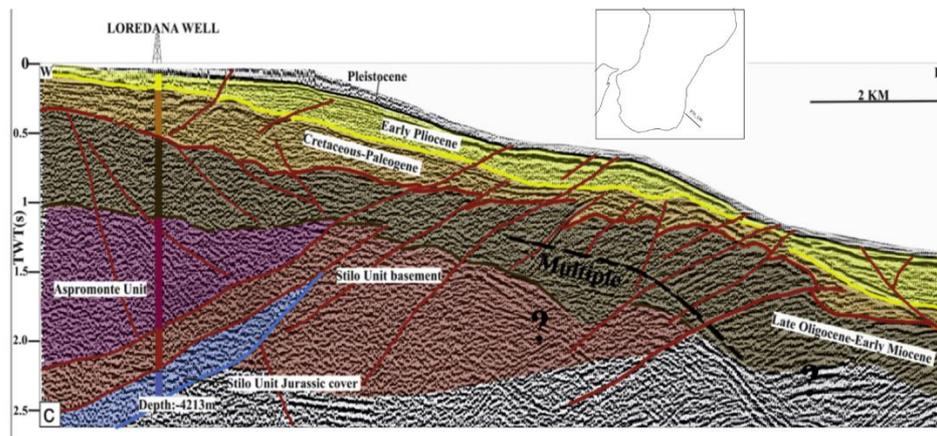 LOREDANA WELL
0
W
Pleistocene
2 KM
Early Pliocene
0.5
Cretaceous-Paleogene
1
TWT(s)
Multiple
1.5
Aspromonte Unit
Stilo Unit basement
?
2.0
Late Oligocene-Early Miocene
?
Stilo Unit Jurassic cover
Depth:-4213m
2.5
C